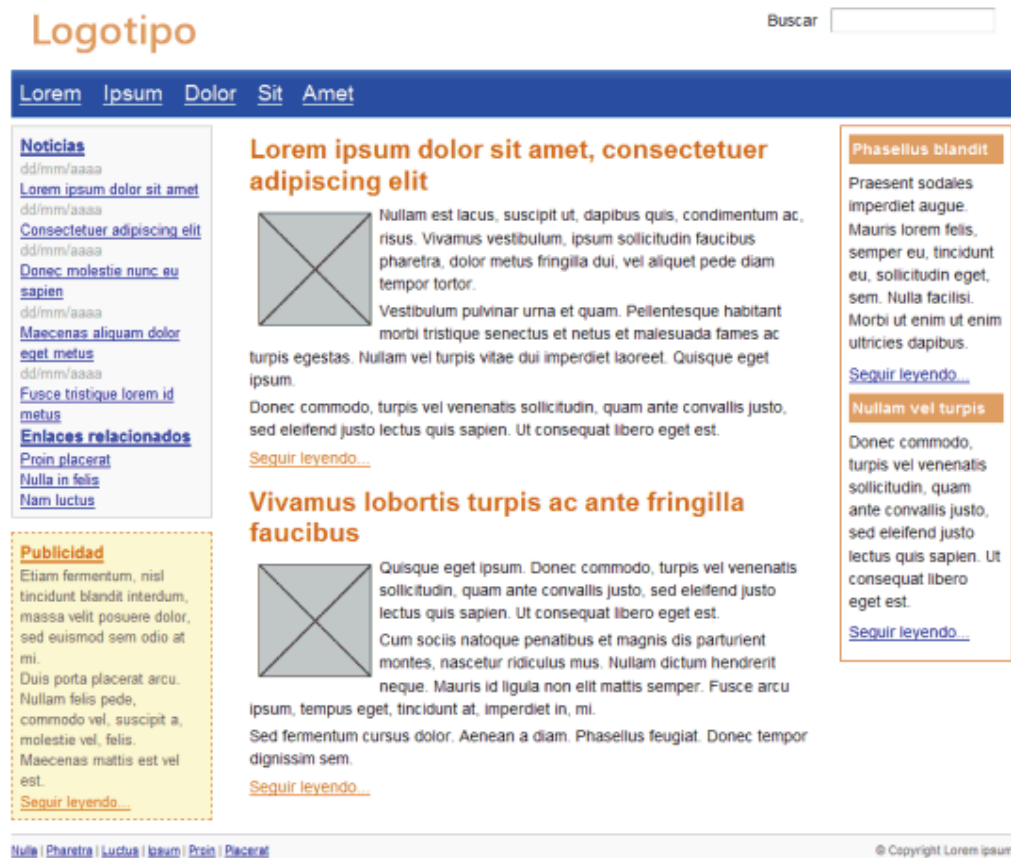 Logotipo
Buscar
Lorem Ipsum Dolor Sit Amet
Noticias
dd/mm/aaaa
Lorem ipsum dolor sit amet
dd/mm/aaaa
Consectetuer adipiscing elit
dd/mm/aaaa
Donec molestie nunc eu
sapien
dd/mm/aaaa
Maecenas aliquam dolor
eget metus
dd/mm/aaaa
Fusce tristique lorem id
metus
Enlaces relacionados
Proin placerat
Nulla in felis
Nam luctus
Publicidad
Etiam fermentum, nisl
tincidunt blandit interdum,
massa velit posuere dolor,
sed euismod sem odio at
mi.
Duis porta placerat arcu.
Nullam felis pede,
commodo vel, suscipit a,
molestie vel, felis.
Maecenas mattis est vel
est.
Seguir leyendo...
Lorem ipsum dolor sit amet, consectetuer
adipiscing elit
Nullam est lacus, suscipit ut, dapibus quis, condimentum ac,
risus. Vivamus vestibulum, ipsum sollicitudin faucibus
pharetra, dolor metus fringilla dui, vel aliquet pede diam
tempor tortor.
Vestibulum pulvinar urna et quam. Pellentesque habitant
morbi tristique senectus et netus et malesuada fames ac
turpis egestas. Nullam vel turpis vitae dui imperdiet laoreet. Quisque eget
ipsum.
Donec commodo, turpis vel venenatis sollicitudin, quam ante convallis justo,
sed eleifend justo lectus quis sapien. Ut consequat libero eget est.
Seguir leyendo...
Vivamus lobortis turpis ac ante fringilla
faucibus
Quisque eget ipsum. Donec commodo, turpis vel venenatis
sollicitudin, quam ante convallis justo, sed eleifend justo
lectus quis sapien. Ut consequat libero eget est.
Cum sociis natoque penatibus et magnis dis parturient
montes, nascetur ridiculus mus. Nullam dictum hendrerit
neque. Mauris id ligula non elit mattis semper. Fusce arcu
ipsum, tempus eget, tincidunt at, imperdiet in, mi.
Sed fermentum cursus dolor. Aenean a diam. Phasellus feugiat. Donec tempor
dignissim sem.
Seguir leyendo...
Phasellus blandit
Praesent sodales
imperdiet augue.
Mauris lorem felis,
semper eu, tincidunt
eu, sollicitudin eget,
sem. Nulla facilisi.
Morbi ut enim ut enim
ultricies dapibus.
Seguir leyendo...
Nullam vel turpis
Donec commodo,
turpis vel venenatis
sollicitudin, quam
ante convallis justo,
sed eleifend justo
lectus quis sapien. Ut
consequat libero
eget est.
Seguir leyendo...
Nulla | Pharetra | Luctus | Ipsum | Proin | Placerat
© Copyright Lorem ipsum